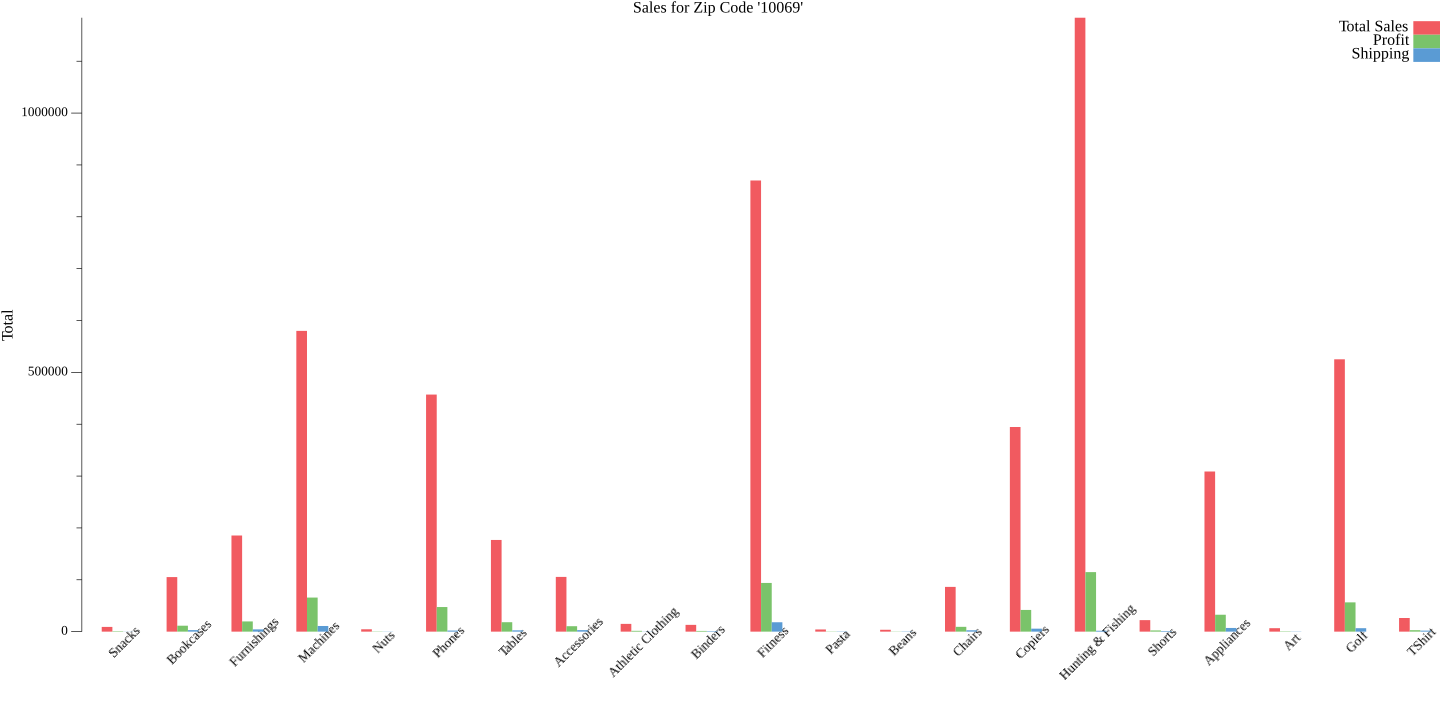 Sales for Zip Code '10069'
Total Sales
Profit
Shipping
Total
1000000
500000
0
Snacks
Bookcases
Furnishings
Machines
Nuts
Phones
Tables
Accessories
Athletic Clothing
Binders
Fitness
Pasta
Beans
Chairs
Copiers
Hunting & Fishing
Shorts
Appliances
Art
Golf
TShirt